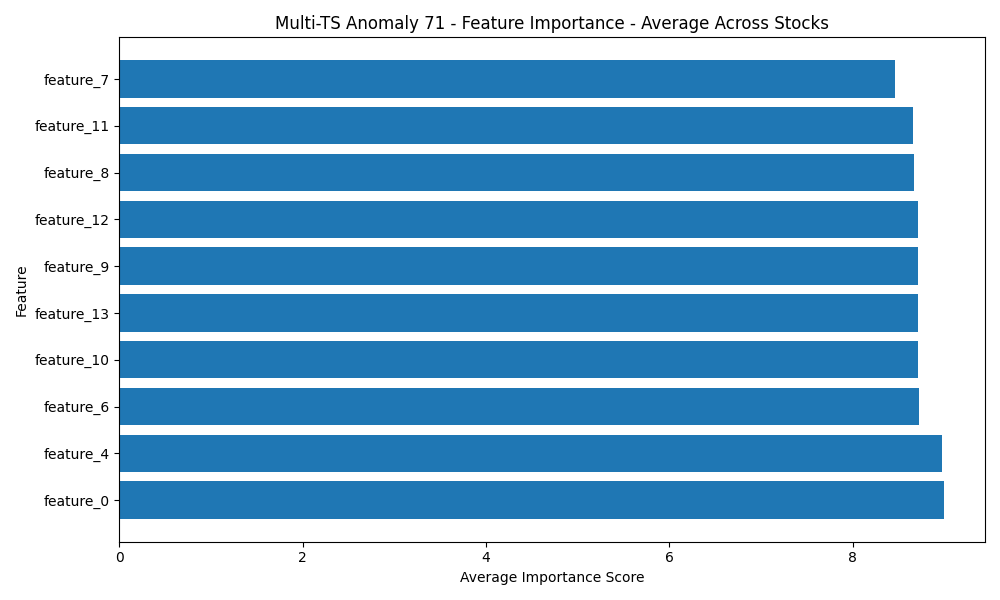 Multi-TS Anomaly 71 - Feature Importance - Average Across Stocks
Feature
feature_7
feature_11
feature_8
feature_12
feature_9
feature_13
feature_10
feature_6
feature_4
feature_0
0 2 4 6 8
Average Importance Score